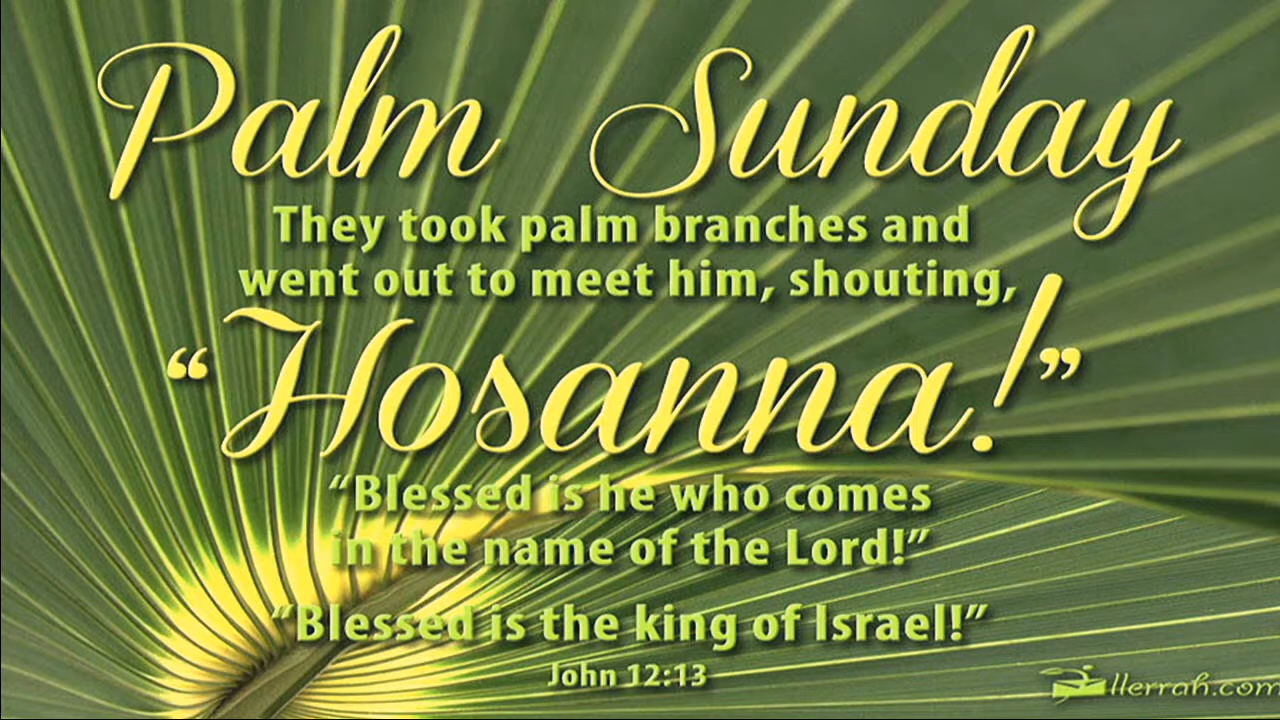 Palm Sunday
They took palm branches and
went out to meet him, shouting,
“Hosanna!”
“Blessed is he who comes
in the name of the Lord!”
“Blessed is the king of Israel!”
John 12:13
llerrah.com